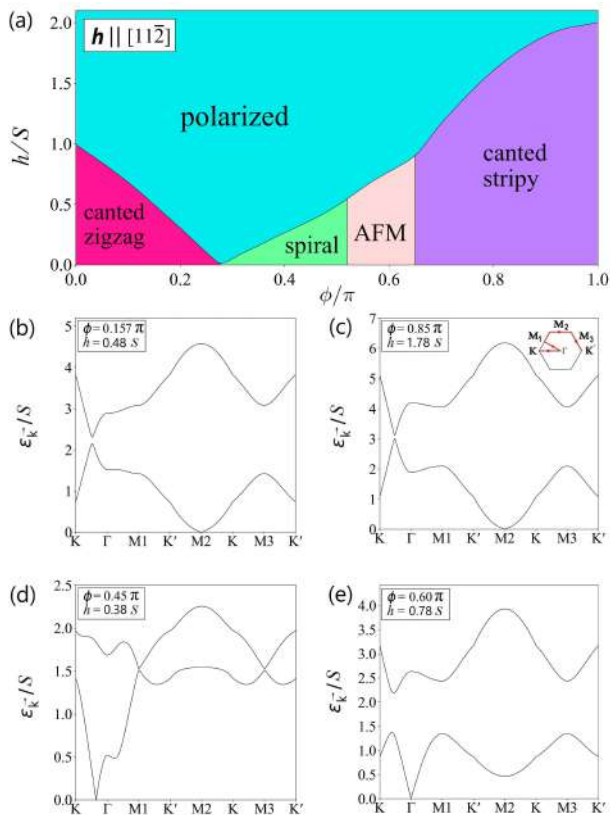 (a)
h || [112̅]
polarized
canted
zigzag
spiral
AFM
canted
stripy
h/S
2.0
1.5
1.0
0.5
0.0
0.0 0.2 0.4 0.6 0.8 1.0
ϕ/π
(b)
ϕ = 0.157 π
h = 0.48 S
ε_k⃗/S
5
4
3
2
1
0
K Γ M1 K′ M2 K M3 K′
(c)
ϕ = 0.85 π
h = 1.78 S
M₂
M₁ M₃
K Γ K′
ε_k⃗/S
7
6
5
4
3
2
1
0
K Γ M1 K′ M2 K M3 K′
(d)
ϕ = 0.45 π
h = 0.38 S
ε_k⃗/S
2.5
2.0
1.5
1.0
0.5
0.0
K Γ M1 K′ M2 K M3 K′
(e)
ϕ = 0.60 π
h = 0.78 S
ε_k⃗/S
4.0
3.5
3.0
2.5
2.0
1.5
1.0
0.5
0.0
K Γ M1 K′ M2 K M3 K′